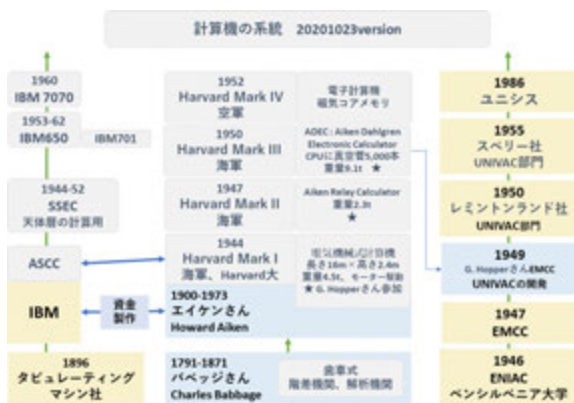 計算機の系統 20201023version
1960
IBM 7070
1953-62
IBM650
IBM701
1944-52
SSEC
天体暦の計算用
ASCC
IBM
1896
タビュレーティング
マシン社
資金
製作
1952
Harvard Mark IV
空軍
電子計算機
磁気コアメモリ
1950
Harvard Mark III
海軍
ADEC : Aiken Dahlgren
Electronic Calculator
CPUに真空管5,000本
重量9.1t ★
1947
Harvard Mark II
海軍
Aiken Relay Calculator
重量2.3t
★
1944
Harvard Mark I
海軍、Harvard大
電気機械式計算機
長さ16m×高さ2.4m
重量4.5t、モーター駆動
★ G. Hopperさん参加
1900-1973
エイケンさん
Howard Aiken
1791-1871
バベッジさん
Charles Babbage
歯車式
階差機関、解析機関
1986
ユニシス
1955
スペリー社
UNIVAC部門
1950
レミントンランド社
UNIVAC部門
1949
G. HopperさんEMCC
UNIVACの開発
1947
EMCC
1946
ENIAC
ペンシルベニア大学